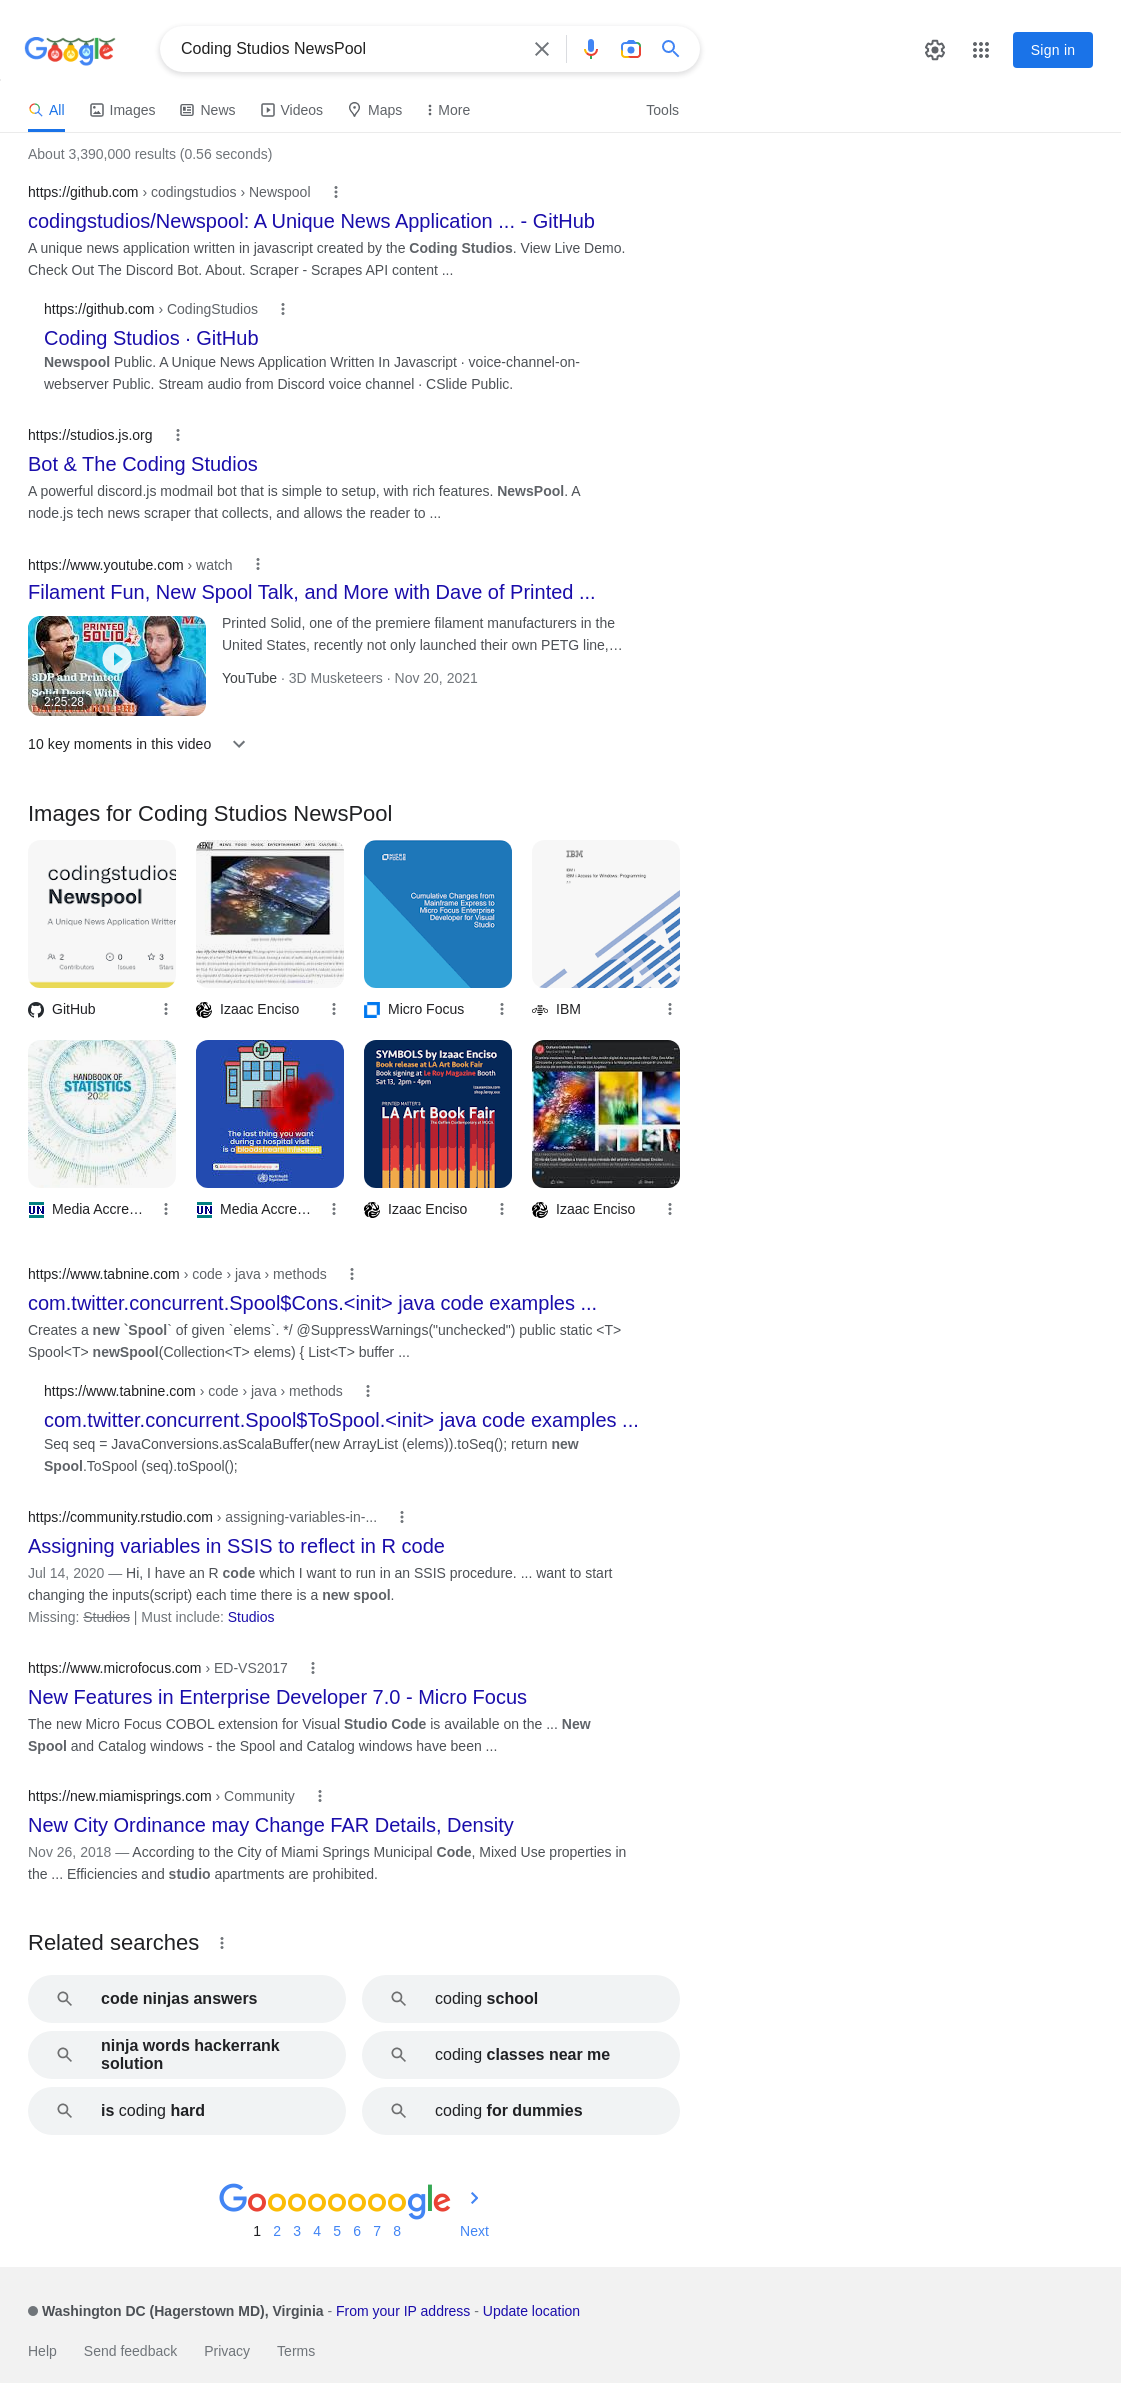 Google
Coding Studios NewsPool
Sign in
All
Images
News
Videos
Maps
More
Tools
About 3,390,000 results (0.56 seconds)
https://github.com › codingstudios › Newspool
codingstudios/Newspool: A Unique News Application ... - GitHub
A unique news application written in javascript created by the Coding Studios. View Live Demo.
Check Out The Discord Bot. About. Scraper - Scrapes API content ...
https://github.com › CodingStudios
Coding Studios · GitHub
Newspool Public. A Unique News Application Written In Javascript · voice-channel-on-
webserver Public. Stream audio from Discord voice channel · CSlide Public.
https://studios.js.org
Bot & The Coding Studios
A powerful discord.js modmail bot that is simple to setup, with rich features. NewsPool. A
node.js tech news scraper that collects, and allows the reader to ...
https://www.youtube.com › watch
Filament Fun, New Spool Talk, and More with Dave of Printed ...
PRINTED
SOLID
3DP and Printed
Solid Deets With
2:25:28
Printed Solid, one of the premiere filament manufacturers in the
United States, recently not only launched their own PETG line,…
YouTube · 3D Musketeers · Nov 20, 2021
10 key moments in this video
Images for Coding Studios NewsPool
codingstudios
Newspool
A Unique News Application Written
2
Contributors
0
Issues
3
Stars
Cumulative Changes from
Mainframe Express to
Micro Focus Enterprise
Developer for Visual
Studio
IBM
IBM i
IBM i Access for Windows: Programming
GitHub
Izaac Enciso
Micro Focus
IBM
HANDBOOK OF
STATISTICS
2022
The last thing you want
during a hospital visit
is a bloodstream infection.
World Health
Organization
SYMBOLS by Izaac Enciso
Book release at LA Art Book Fair
Book signing at Le Roy Magazine Booth
Sat 13, 2pm - 4pm
PRINTED MATTER'S
LA Art Book Fair
The Geffen Contemporary at MOCA
UN
Media Accre…
UN
Media Accre…
Izaac Enciso
Izaac Enciso
https://www.tabnine.com › code › java › methods
com.twitter.concurrent.Spool$Cons.<init> java code examples ...
Creates a new `Spool` of given `elems`. */ @SuppressWarnings("unchecked") public static <T>
Spool<T> newSpool(Collection<T> elems) { List<T> buffer ...
https://www.tabnine.com › code › java › methods
com.twitter.concurrent.Spool$ToSpool.<init> java code examples ...
Seq seq = JavaConversions.asScalaBuffer(new ArrayList (elems)).toSeq(); return new
Spool.ToSpool (seq).toSpool();
https://community.rstudio.com › assigning-variables-in-...
Assigning variables in SSIS to reflect in R code
Jul 14, 2020 — Hi, I have an R code which I want to run in an SSIS procedure. ... want to start
changing the inputs(script) each time there is a new spool.
Missing: Studios | Must include: Studios
https://www.microfocus.com › ED-VS2017
New Features in Enterprise Developer 7.0 - Micro Focus
The new Micro Focus COBOL extension for Visual Studio Code is available on the ... New
Spool and Catalog windows - the Spool and Catalog windows have been ...
https://new.miamisprings.com › Community
New City Ordinance may Change FAR Details, Density
Nov 26, 2018 — According to the City of Miami Springs Municipal Code, Mixed Use properties in
the ... Efficiencies and studio apartments are prohibited.
Related searches
code ninjas answers
coding school
ninja words hackerrank
solution
coding classes near me
is coding hard
coding for dummies
Goooooooogle
1 2 3 4 5 6 7 8 Next
Washington DC (Hagerstown MD), Virginia - From your IP address - Update location
Help
Send feedback
Privacy
Terms